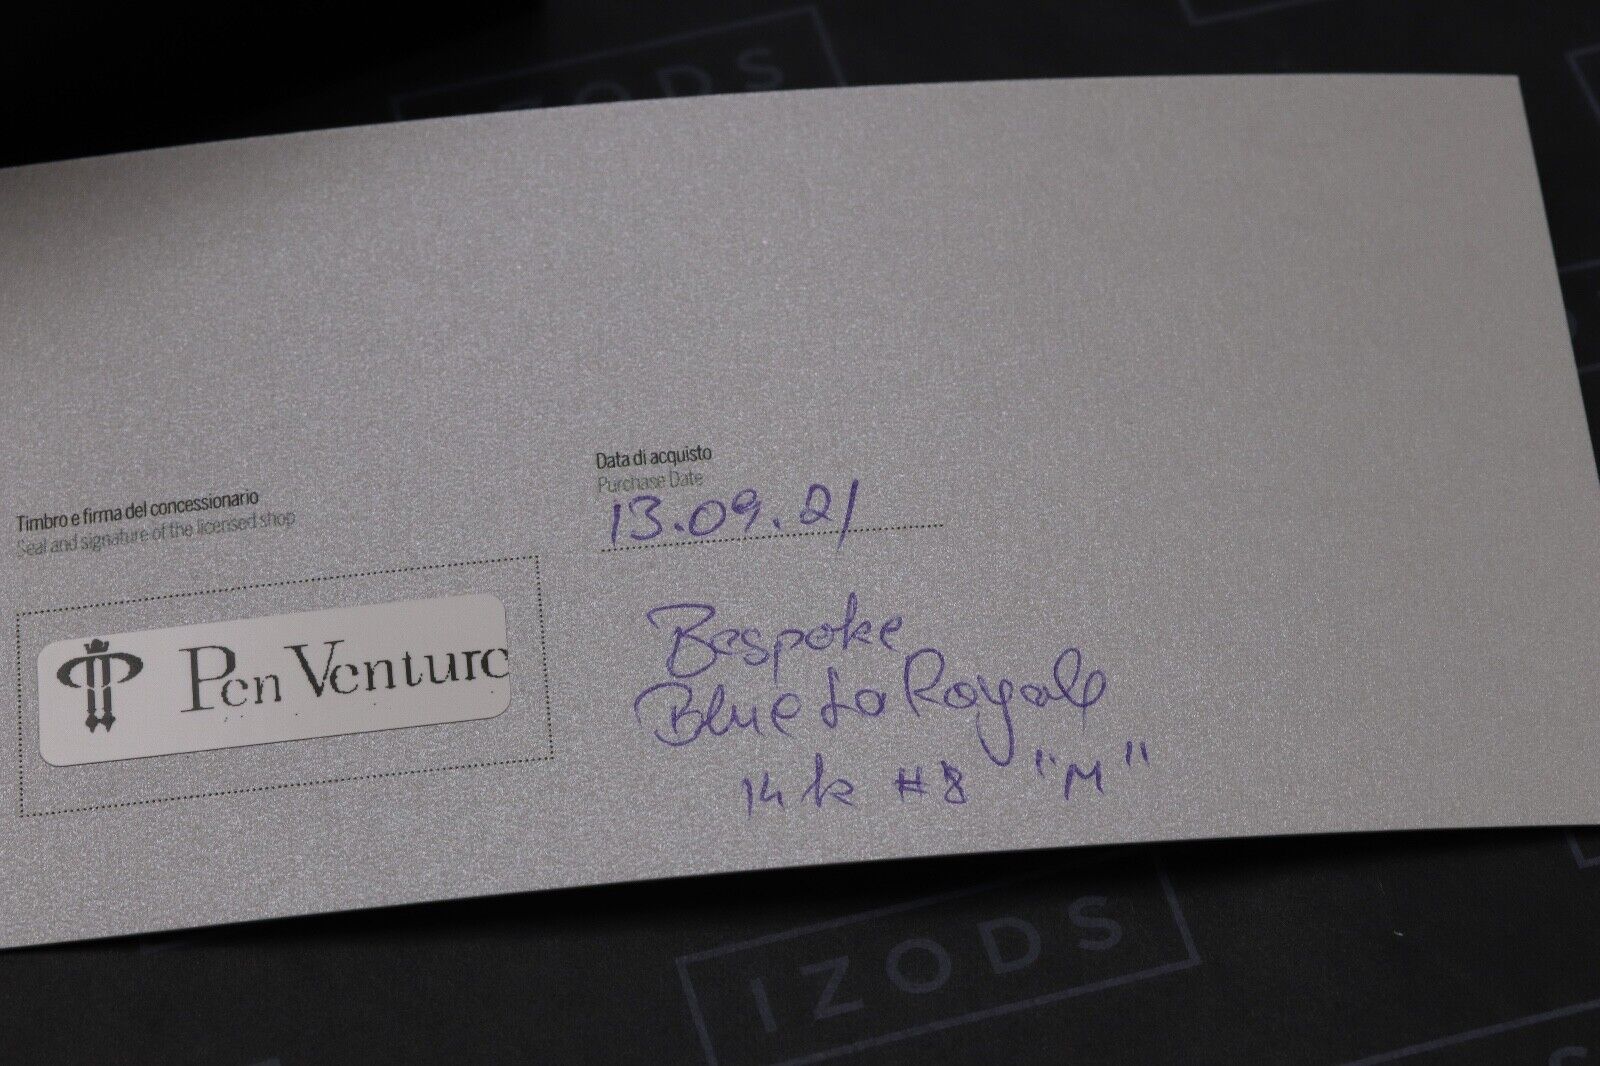 IZODS
Timbro e firma del concessionario
Seal and signature of the licensed shop
Pen Venture
Data di acquisto
Purchase Date
13.09.21
Bespoke
Blue La Royale
14k #8 "M"
IZODS
S